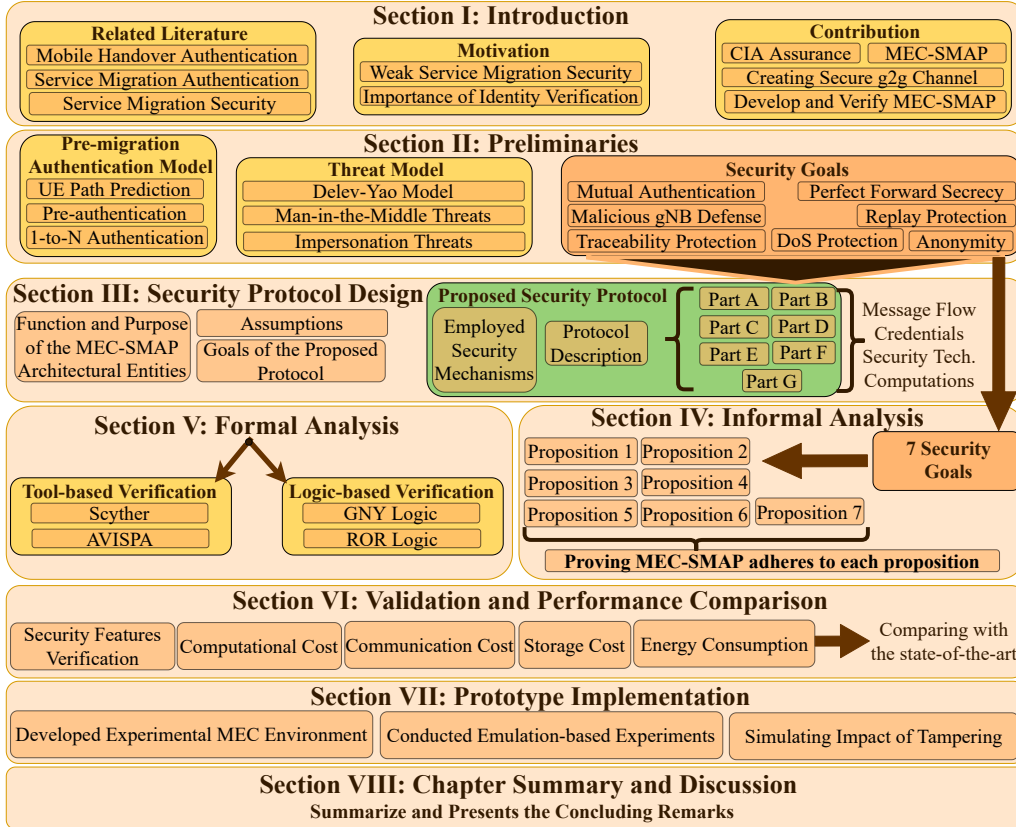 Section I: Introduction
Related Literature
Mobile Handover Authentication
Service Migration Authentication
Service Migration Security
Motivation
Weak Service Migration Security
Importance of Identity Verification
Contribution
CIA Assurance
MEC-SMAP
Creating Secure g2g Channel
Develop and Verify MEC-SMAP
Section II: Preliminaries
Pre-migration
Authentication Model
UE Path Prediction
Pre-authentication
1-to-N Authentication
Threat Model
Delev-Yao Model
Man-in-the-Middle Threats
Impersonation Threats
Security Goals
Mutual Authentication
Perfect Forward Secrecy
Malicious gNB Defense
Replay Protection
Traceability Protection
DoS Protection
Anonymity
Section III: Security Protocol Design
Function and Purpose
of the MEC-SMAP
Architectural Entities
Assumptions
Goals of the Proposed
Protocol
Proposed Security Protocol
Employed
Security
Mechanisms
Protocol
Description
Part A
Part B
Part C
Part D
Part E
Part F
Part G
Message Flow
Credentials
Security Tech.
Computations
Section V: Formal Analysis
Tool-based Verification
Scyther
AVISPA
Logic-based Verification
GNY Logic
ROR Logic
Section IV: Informal Analysis
Proposition 1
Proposition 2
Proposition 3
Proposition 4
Proposition 5
Proposition 6
Proposition 7
7 Security
Goals
Proving MEC-SMAP adheres to each proposition
Section VI: Validation and Performance Comparison
Security Features
Verification
Computational Cost
Communication Cost
Storage Cost
Energy Consumption
Comparing with
the state-of-the-art
Section VII: Prototype Implementation
Developed Experimental MEC Environment
Conducted Emulation-based Experiments
Simulating Impact of Tampering
Section VIII: Chapter Summary and Discussion
Summarize and Presents the Concluding Remarks